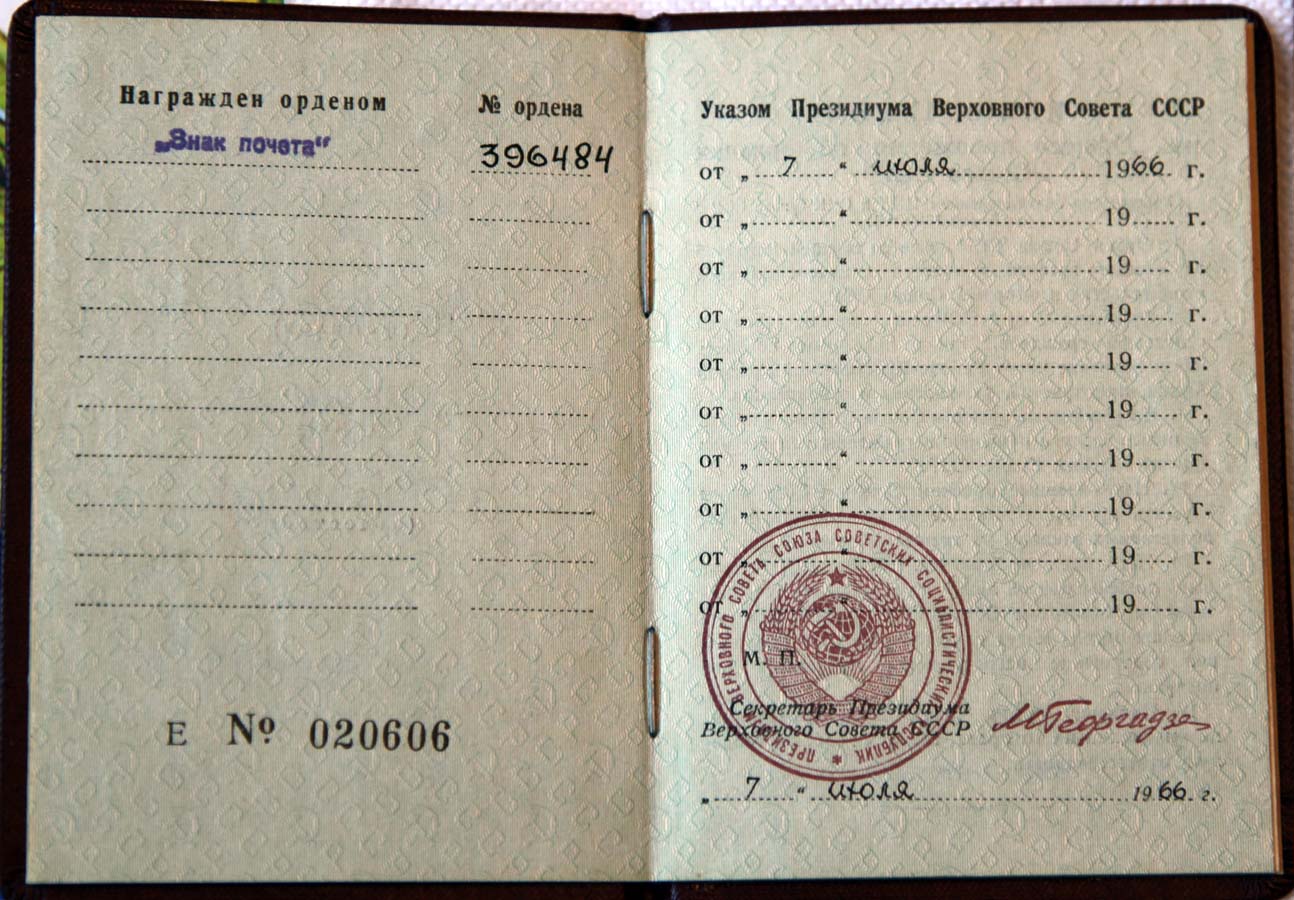 Награжден орденом № ордена
„Знак почета“ 396484
Е № 020606
Указом Президиума Верховного Совета СССР
от „ 7 “ июля 1966 г.
от „ “ 19 г.
от „ “ 19 г.
от „ “ 19 г.
от „ “ 19 г.
от „ “ 19 г.
от „ “ 19 г.
от „ “ 19 г.
от „ “ 19 г.
от „ “ 19 г.
ПРЕЗИДИУМ ВЕРХОВНОГО СОВЕТА СОЮЗА СОВЕТСКИХ СОЦИАЛИСТИЧЕСКИХ РЕСПУБЛИК
М. П.
Секретарь Президиума
Верховного Совета СССР МГеоргадзе
„ 7 “ июля 1966 г.